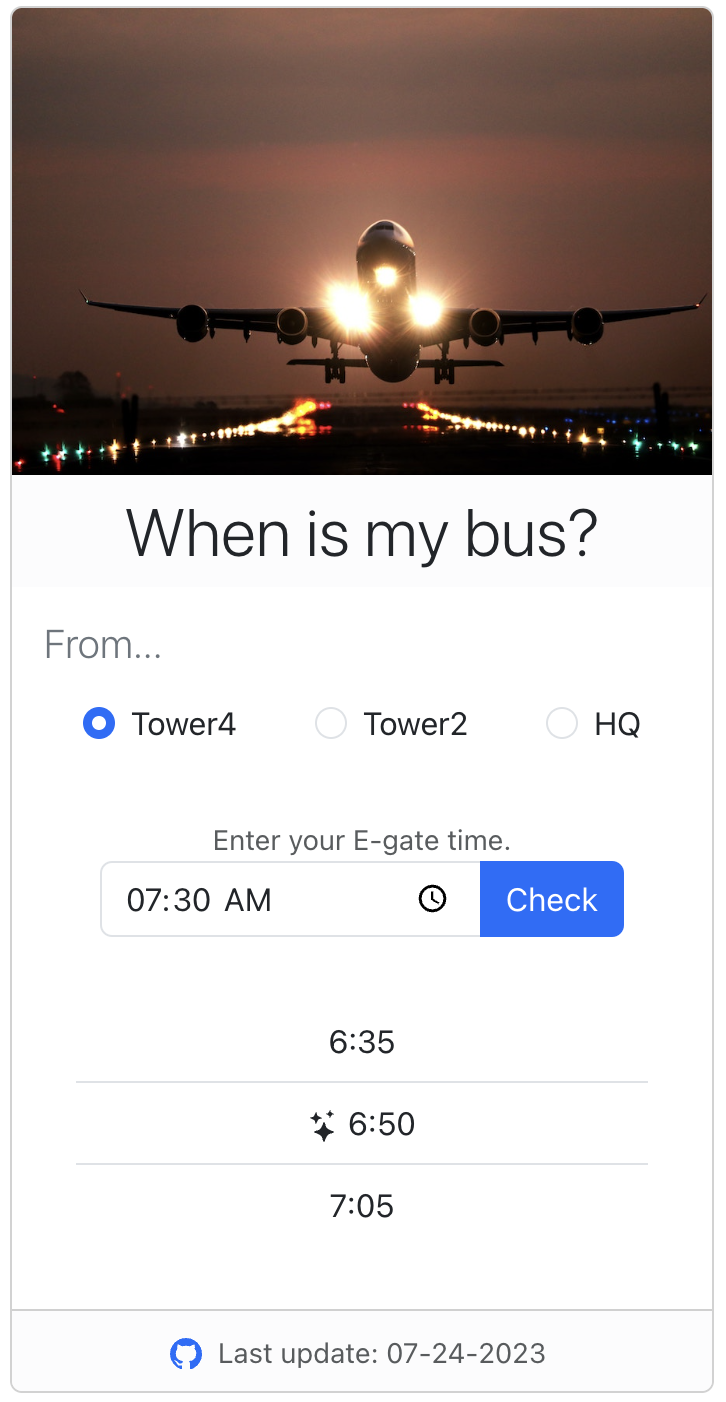 When is my bus?
From...
Tower4 Tower2 HQ
Enter your E-gate time.
07:30 AM Check
6:35
6:50
7:05
Last update: 07-24-2023